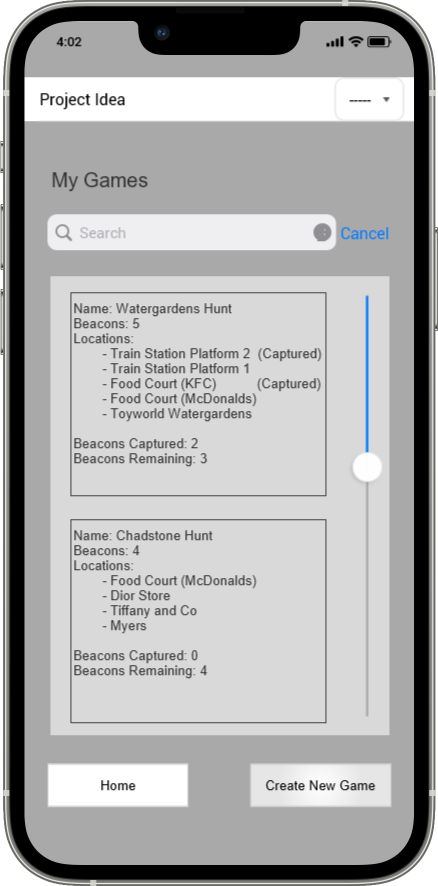 4:02
Project Idea
-----
My Games
Search
Cancel
Name: Watergardens Hunt
Beacons: 5
Locations:
- Train Station Platform 2 (Captured)
- Train Station Platform 1
- Food Court (KFC) (Captured)
- Food Court (McDonalds)
- Toyworld Watergardens
Beacons Captured: 2
Beacons Remaining: 3
Name: Chadstone Hunt
Beacons: 4
Locations:
- Food Court (McDonalds)
- Dior Store
- Tiffany and Co
- Myers
Beacons Captured: 0
Beacons Remaining: 4
Home
Create New Game